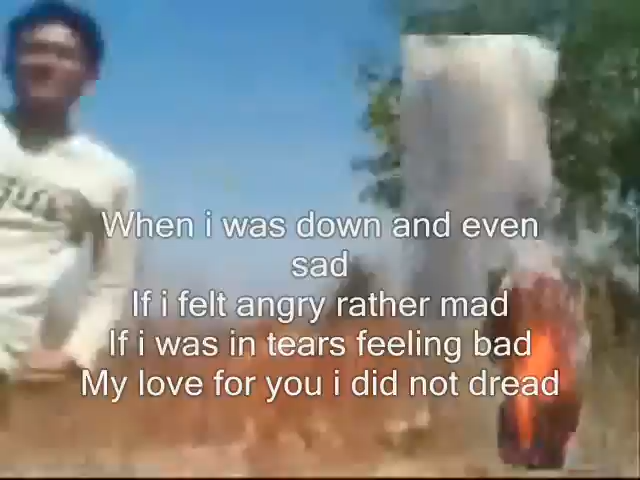 When i was down and even
sad
If i felt angry rather mad
If i was in tears feeling bad
My love for you i did not dread